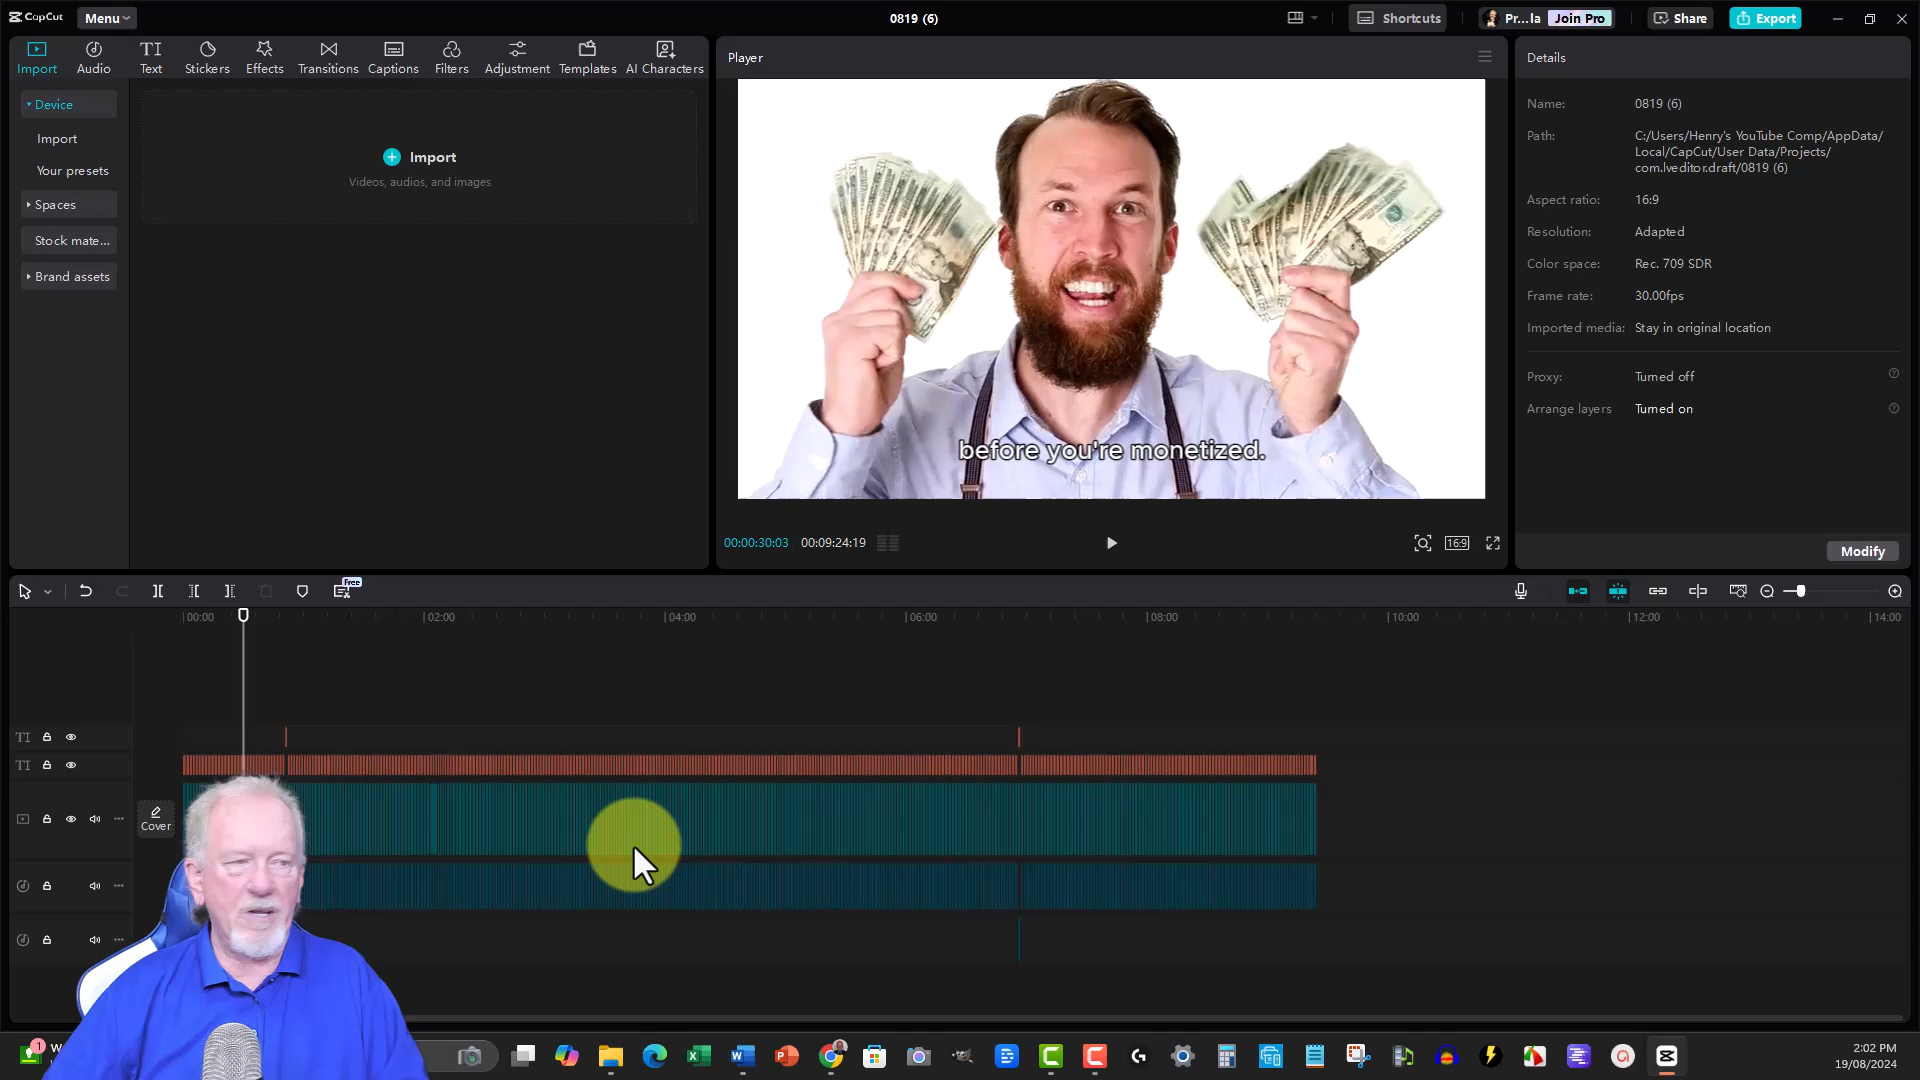 CapCut
Menu
0819 (6)
Shortcuts
Pr...la
Join Pro
Share
Export
Import
Audio
TI
Text
Stickers
Effects
Transitions
Captions
Filters
Adjustment
Templates
AI Characters
Device
Import
Your presets
Spaces
Stock mate...
Brand assets
Import
Videos, audios, and images
Player
before you're monetized.
00:00:30:03
00:09:24:19
16:9
Details
Name:
0819 (6)
Path:
C:/Users/Henry's YouTube Comp/AppData/
Local/CapCut/User Data/Projects/
com.lveditor.draft/0819 (6)
Aspect ratio:
16:9
Resolution:
Adapted
Color space:
Rec. 709 SDR
Frame rate:
30.00fps
Imported media:
Stay in original location
Proxy:
Turned off
Arrange layers
Turned on
Modify
Free
00:00
02:00
04:00
06:00
08:00
10:00
12:00
14:00
TI
TI
Cover
1
2:02 PM
19/08/2024